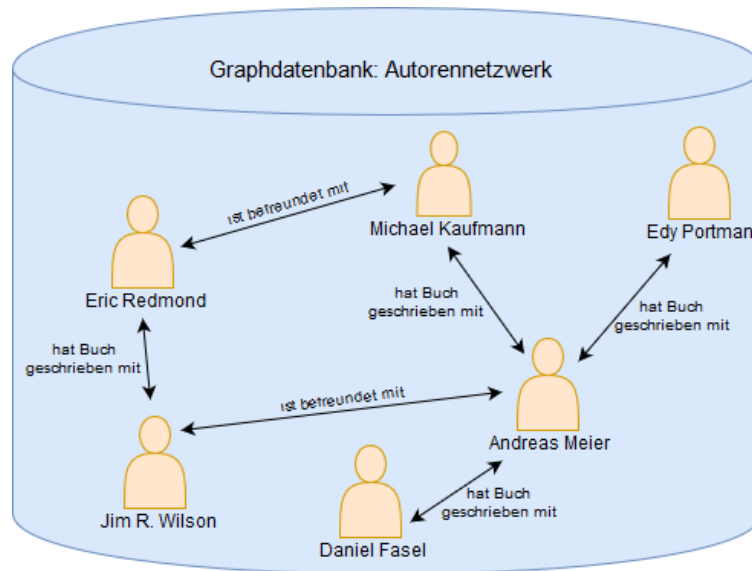 Graphdatenbank: Autorennetzwerk
ist befreundet mit
Michael Kaufmann
Edy Portman
Eric Redmond
hat Buch
geschrieben mit
hat Buch
geschrieben mit
hat Buch
geschrieben mit
ist befreundet mit
Andreas Meier
Jim R. Wilson
hat Buch
geschrieben mit
Daniel Fasel